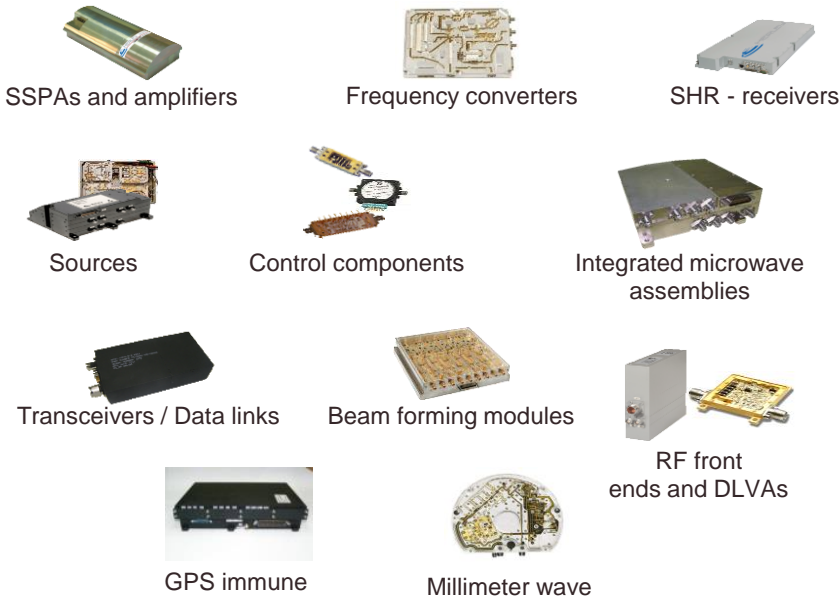 SSPAs and amplifiers
Frequency converters
SHR - receivers
Sources
Control components
Integrated microwave
assemblies
Transceivers / Data links
Beam forming modules
RF front
ends and DLVAs
GPS immune
Millimeter wave